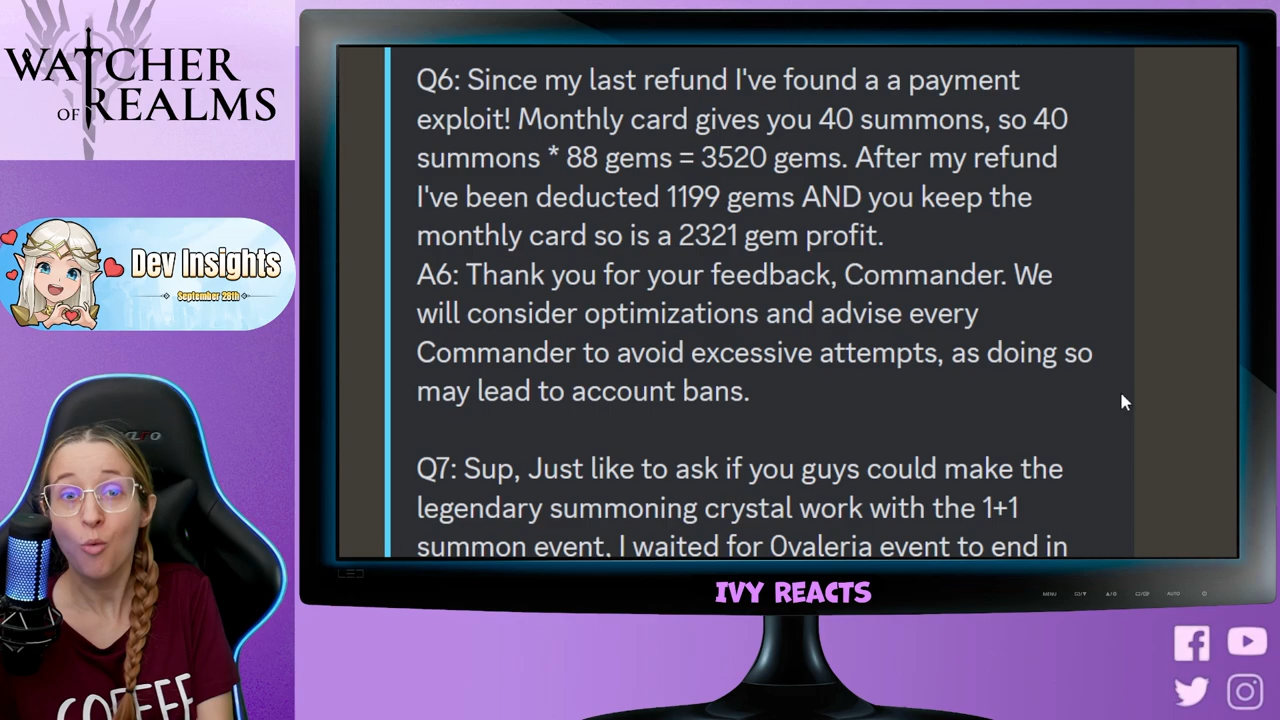 WATCHER
OF REALMS
Dev Insights
September 28th
Q6: Since my last refund I've found a a payment
exploit! Monthly card gives you 40 summons, so 40
summons * 88 gems = 3520 gems. After my refund
I've been deducted 1199 gems AND you keep the
monthly card so is a 2321 gem profit.
A6: Thank you for your feedback, Commander. We
will consider optimizations and advise every
Commander to avoid excessive attempts, as doing so
may lead to account bans.
Q7: Sup, Just like to ask if you guys could make the
legendary summoning crystal work with the 1+1
summon event, I waited for Ovaleria event to end in
IVY REACTS
MENU
AUTO
COFFEE